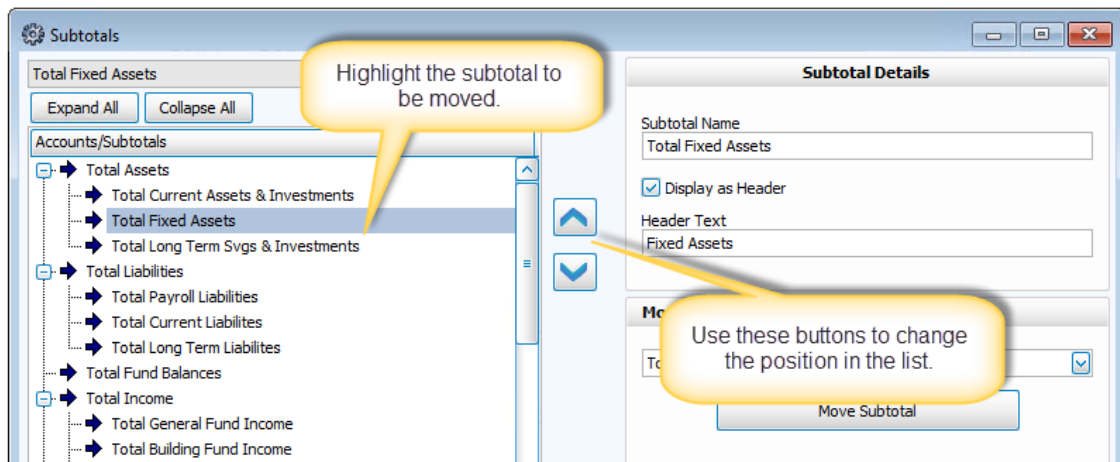 Subtotals
Total Fixed Assets
Expand All
Collapse All
Accounts/Subtotals
Total Assets
Total Current Assets & Investments
Total Fixed Assets
Total Long Term Svgs & Investments
Total Liabilities
Total Payroll Liabilities
Total Current Liabilites
Total Long Term Liabilites
Total Fund Balances
Total Income
Total General Fund Income
Total Building Fund Income
Highlight the subtotal to
be moved.
Subtotal Details
Subtotal Name
Total Fixed Assets
Display as Header
Header Text
Fixed Assets
Use these buttons to change
the position in the list.
Move Subtotal